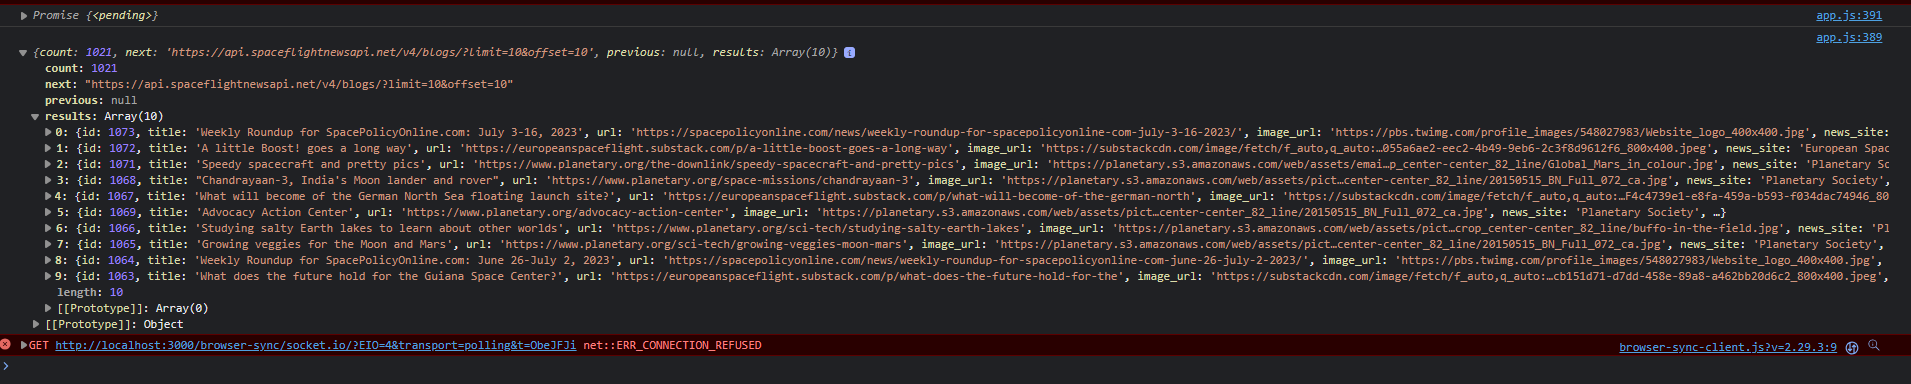 Promise {<pending>} app.js:391
app.js:389
{count: 1021, next: 'https://api.spaceflightnewsapi.net/v4/blogs/?limit=10&offset=10', previous: null, results: Array(10)} i
count: 1021
next: "https://api.spaceflightnewsapi.net/v4/blogs/?limit=10&offset=10"
previous: null
results: Array(10)
0: {id: 1073, title: 'Weekly Roundup for SpacePolicyOnline.com: July 3-16, 2023', url: 'https://spacepolicyonline.com/news/weekly-roundup-for-spacepolicyonline-com-july-3-16-2023/', image_url: 'https://pbs.twimg.com/profile_images/548027983/Website_logo_400x400.jpg', news_site:
1: {id: 1072, title: 'A little Boost! goes a long way', url: 'https://europeanspaceflight.substack.com/p/a-little-boost-goes-a-long-way', image_url: 'https://substackcdn.com/image/fetch/f_auto,q_auto:…055a6ae2-eec2-4b49-9eb6-2c3f8d9612f6_800x400.jpeg', news_site: 'European Spac
2: {id: 1071, title: 'Speedy spacecraft and pretty pics', url: 'https://www.planetary.org/the-downlink/speedy-spacecraft-and-pretty-pics', image_url: 'https://planetary.s3.amazonaws.com/web/assets/emai…p_center-center_82_line/Global_Mars_in_colour.jpg', news_site: 'Planetary Sc
3: {id: 1068, title: "Chandrayaan-3, India's Moon lander and rover", url: 'https://www.planetary.org/space-missions/chandrayaan-3', image_url: 'https://planetary.s3.amazonaws.com/web/assets/pict…center-center_82_line/20150515_BN_Full_072_ca.jpg', news_site: 'Planetary Society',
4: {id: 1067, title: 'What will become of the German North Sea floating launch site?', url: 'https://europeanspaceflight.substack.com/p/what-will-become-of-the-german-north', image_url: 'https://substackcdn.com/image/fetch/f_auto,q_auto:…F4c4739e1-e8fa-459a-b593-f034dac74946_80
5: {id: 1069, title: 'Advocacy Action Center', url: 'https://www.planetary.org/advocacy-action-center', image_url: 'https://planetary.s3.amazonaws.com/web/assets/pict…center-center_82_line/20150515_BN_Full_072_ca.jpg', news_site: 'Planetary Society', …}
6: {id: 1066, title: 'Studying salty Earth lakes to learn about other worlds', url: 'https://www.planetary.org/sci-tech/studying-salty-earth-lakes', image_url: 'https://planetary.s3.amazonaws.com/web/assets/pict…crop_center-center_82_line/buffo-in-the-field.jpg', news_site: 'Pl
7: {id: 1065, title: 'Growing veggies for the Moon and Mars', url: 'https://www.planetary.org/sci-tech/growing-veggies-moon-mars', image_url: 'https://planetary.s3.amazonaws.com/web/assets/pict…center-center_82_line/20150515_BN_Full_072_ca.jpg', news_site: 'Planetary Society',
8: {id: 1064, title: 'Weekly Roundup for SpacePolicyOnline.com: June 26-July 2, 2023', url: 'https://spacepolicyonline.com/news/weekly-roundup-for-spacepolicyonline-com-june-26-july-2-2023/', image_url: 'https://pbs.twimg.com/profile_images/548027983/Website_logo_400x400.jpg',
9: {id: 1063, title: 'What does the future hold for the Guiana Space Center?', url: 'https://europeanspaceflight.substack.com/p/what-does-the-future-hold-for-the', image_url: 'https://substackcdn.com/image/fetch/f_auto,q_auto:…cb151d71-d7dd-458e-89a8-a462bb20d6c2_800x400.jpeg',
length: 10
[[Prototype]]: Array(0)
[[Prototype]]: Object
GET http://localhost:3000/browser-sync/socket.io/?EIO=4&transport=polling&t=ObeJFJi net::ERR_CONNECTION_REFUSED browser-sync-client.js?v=2.29.3:9